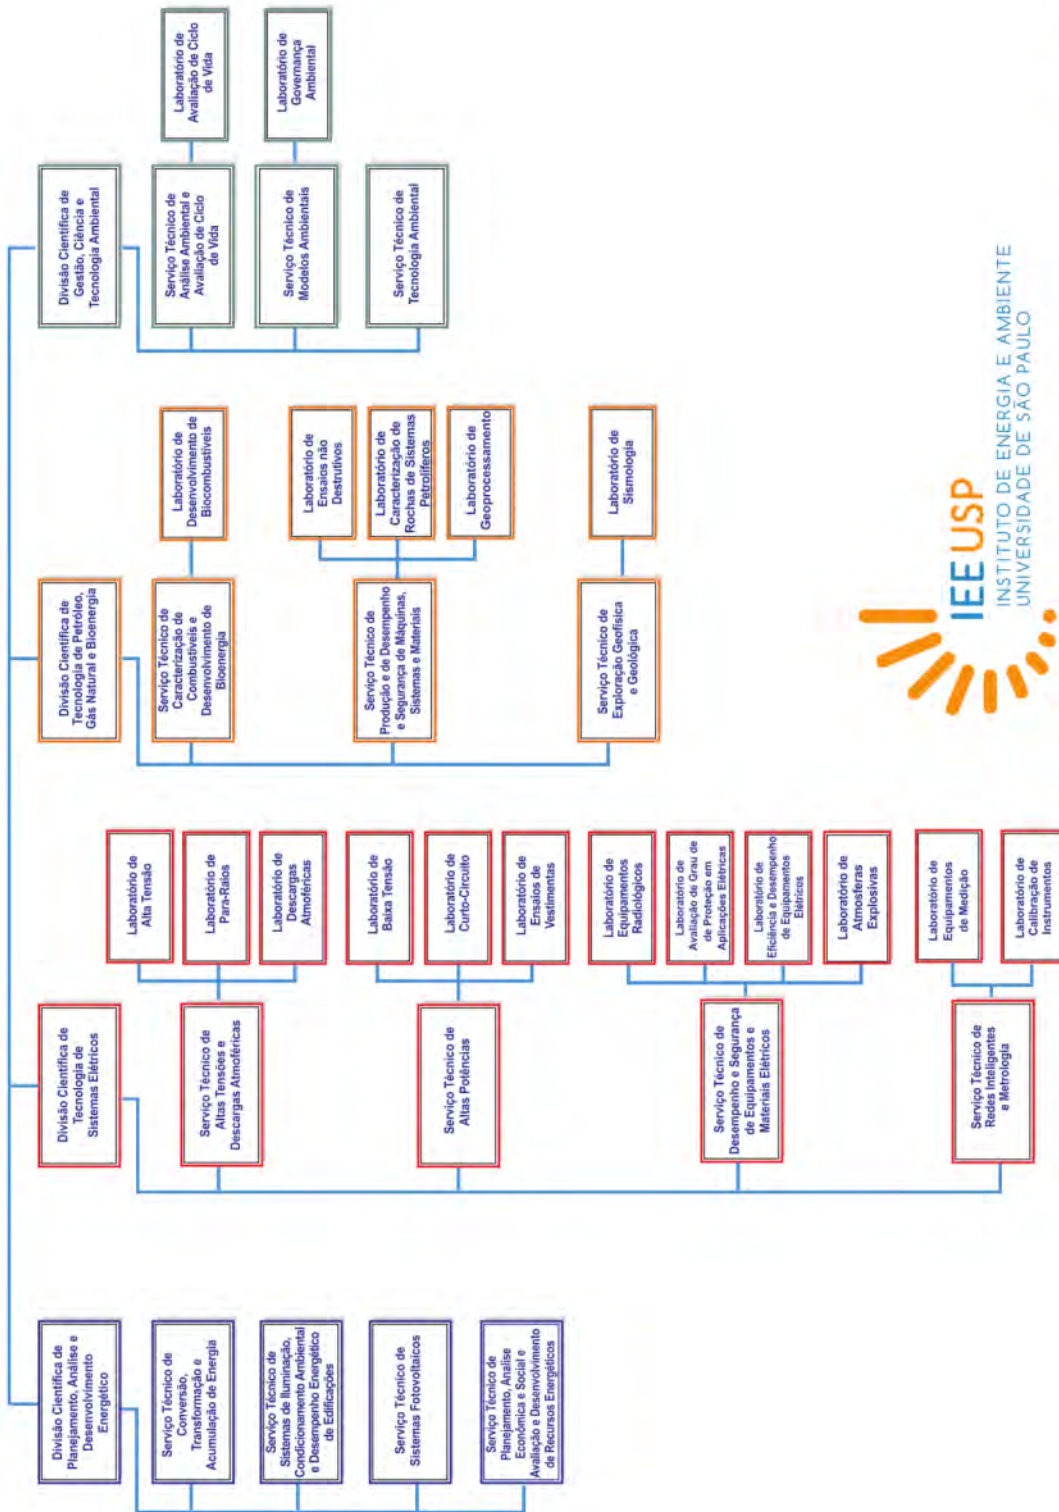 Divisão Científica de
Planejamento, Análise e
Desenvolvimento
Energético
Serviço Técnico de
Conversão,
Transformação e
Acumulação de Energia
Serviço Técnico de
Sistemas de Iluminação,
Condicionamento Ambiental
e Desempenho Energético
de Edificações
Serviço Técnico de
Sistemas Fotovoltaicos
Serviço Técnico de
Planejamento, Analise
Econômica e Social e
Avaliação e Desenvolvimento
de Recursos Energéticos
Divisão Científica de
Tecnologia de
Sistemas Elétricos
Serviço Técnico de
Altas Tensões e
Descargas Atmoféricas
Laboratório de
Alta Tensão
Laboratório de
Para-Raios
Laboratório de
Descargas
Atmoféricas
Serviço Técnico de
Altas Potências
Laboratório de
Baixa Tensão
Laboratório de
Curto-Circuito
Laboratório de
Ensaios de
Vestimentas
Serviço Técnico de
Desempenho e Segurança
de Equipamentos e
Materiais Elétricos
Laboratório de
Equipamentos
Radiológicos
Laboratório de
Avaliação de Grau de
de Proteção em
Aplicações Elétricas
Laboratório de
Eficiência e Desempenho
de Equipamentos
Elétricos
Laboratório de
Atmosferas
Explosivas
Serviço Técnico de
Redes Inteligentes
e Metrologia
Laboratório de
Equipamentos
de Medição
Laboratório de
Calibração de
Instrumentos
Divisão Científica de
Tecnologia de Petróleo,
Gás Natural e Bioenergia
Serviço Técnico de
Caracterização de
Combustíveis e
Desenvolvimento de
Bioenergia
Laboratório de
Desenvolvimento de
Biocombustíveis
Serviço Técnico de
Produção e de Desempenho
e Segurança de Máquinas,
Sistemas e Materiais
Laboratório de
Ensaios não
Destrutivos
Laboratório de
Caracterização de
Rochas de Sistemas
Petrolíferos
Laboratório de
Geoprocessamento
Serviço Técnico de
Exploração Geofísica
e Geológica
Laboratório de
Sismologia
Divisão Científica de
Gestão, Ciência e
Tecnologia Ambiental
Serviço Técnico de
Análise Ambiental e
Avaliação de Ciclo
de Vida
Laboratório de
Avaliação de Ciclo
de Vida
Serviço Técnico de
Modelos Ambientais
Laboratório de
Governança
Ambiental
Serviço Técnico de
Tecnologia Ambiental
IEE USP
INSTITUTO DE ENERGIA E AMBIENTE
UNIVERSIDADE DE SÃO PAULO